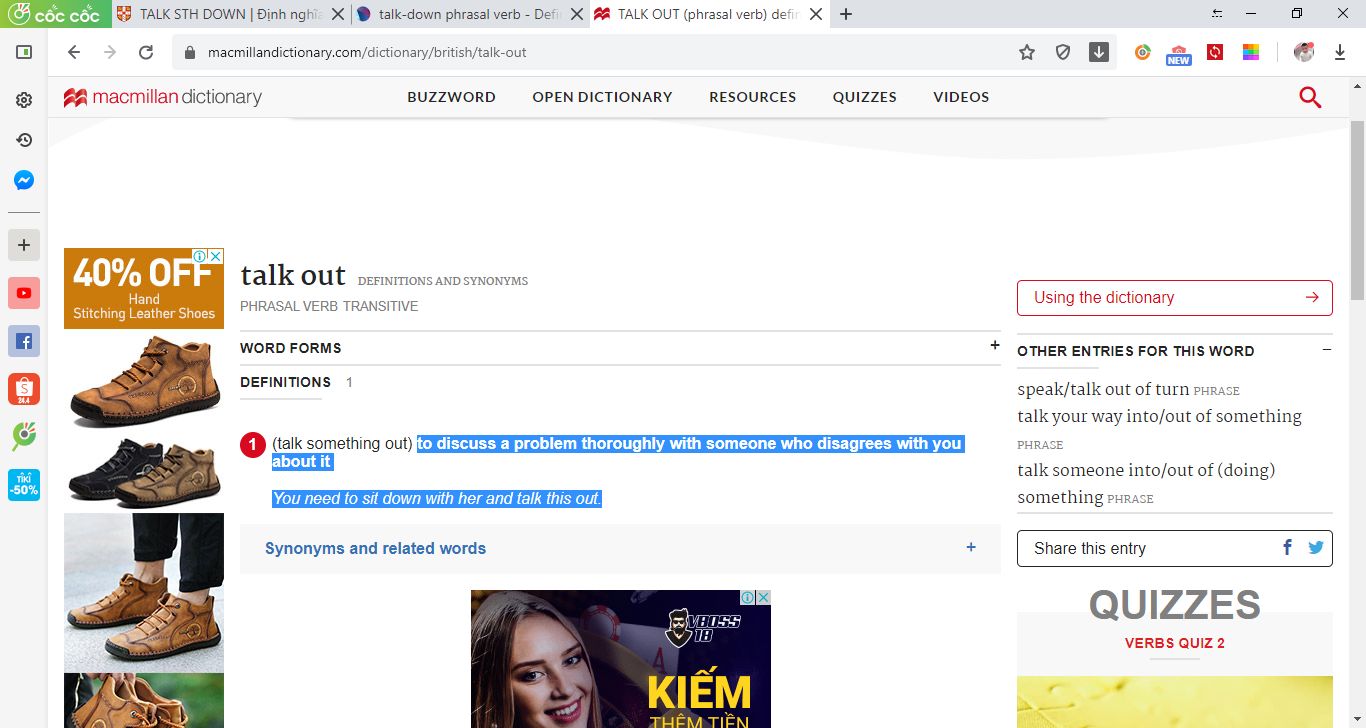 cốc cốc
TALK STH DOWN | Định nghĩa
talk-down phrasal verb - Defi
TALK OUT (phrasal verb) defin
macmillandictionary.com/dictionary/british/talk-out
NEW
macmillan dictionary
BUZZWORD
OPEN DICTIONARY
RESOURCES
QUIZZES
VIDEOS
24.4
TIKI
-50%
40% OFF
Hand
Stitching Leather Shoes
talk out DEFINITIONS AND SYNONYMS
PHRASAL VERB TRANSITIVE
WORD FORMS +
DEFINITIONS 1
1 (talk something out) to discuss a problem thoroughly with someone who disagrees with you
about it
You need to sit down with her and talk this out.
Synonyms and related words +
VBOSS
18
KIẾM
THÊM TIỀN
Using the dictionary
OTHER ENTRIES FOR THIS WORD
speak/talk out of turn PHRASE
talk your way into/out of something
PHRASE
talk someone into/out of (doing)
something PHRASE
Share this entry
QUIZZES
VERBS QUIZ 2